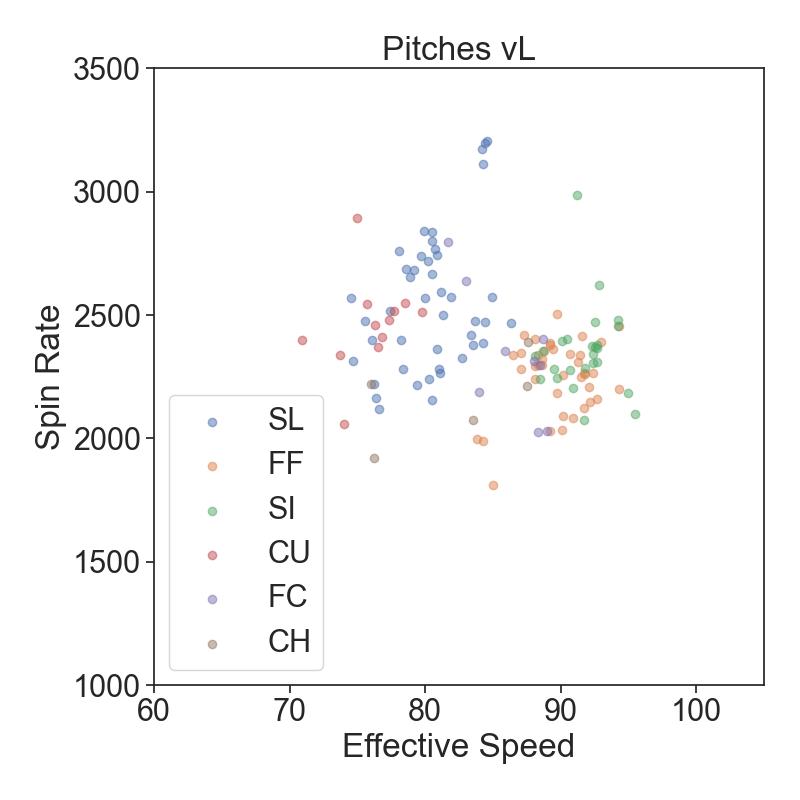 Pitches vL
3500
3000
2500
2000
1500
1000
Spin Rate
SL
FF
SI
CU
FC
CH
60 70 80 90 100
Effective Speed